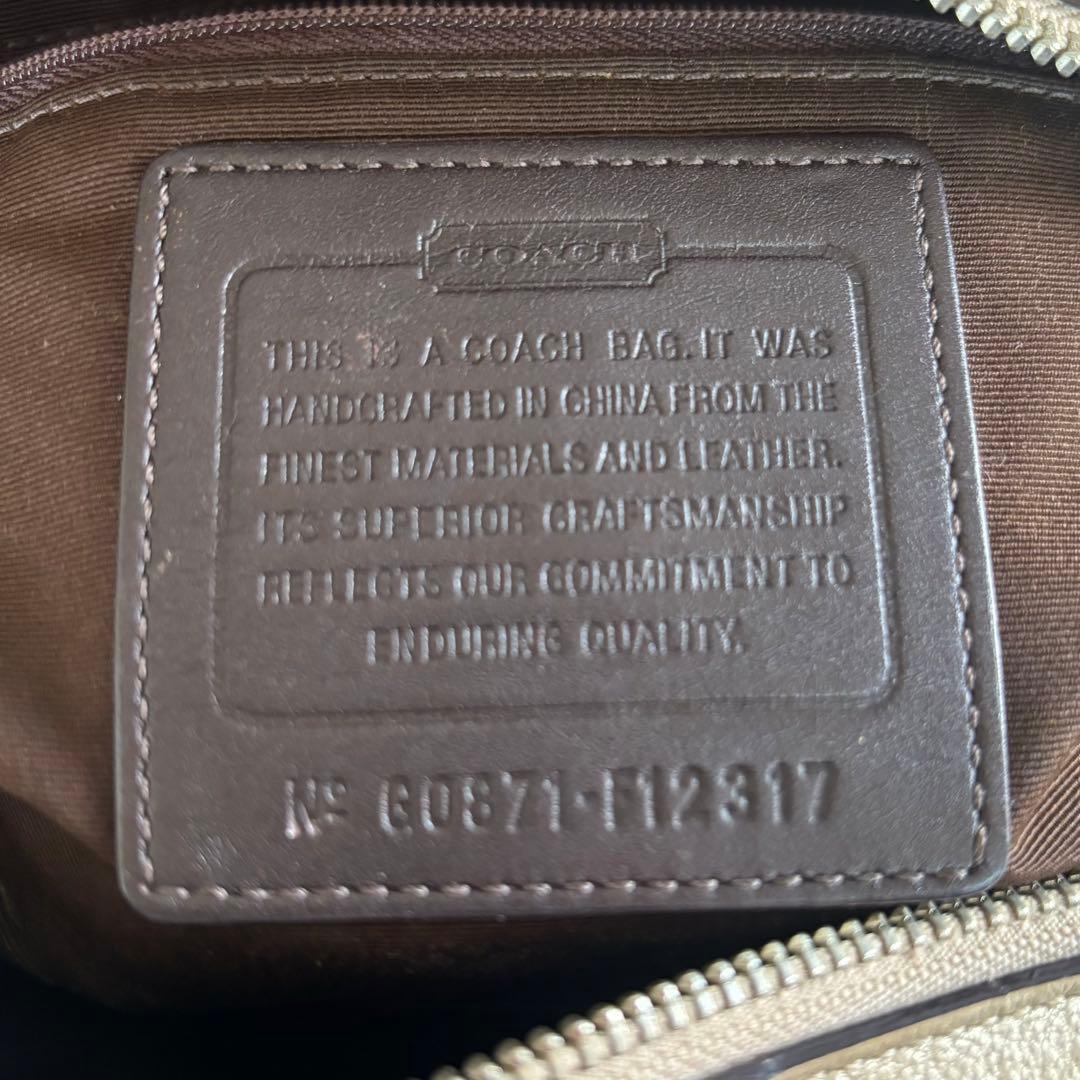 COACH
THIS IS A COACH BAG. IT WAS
HANDCRAFTED IN CHINA FROM THE
FINEST MATERIALS AND LEATHER.
ITS SUPERIOR CRAFTSMANSHIP
REFLECTS OUR COMMITMENT TO
ENDURING QUALITY.
Nº G0871-F12317